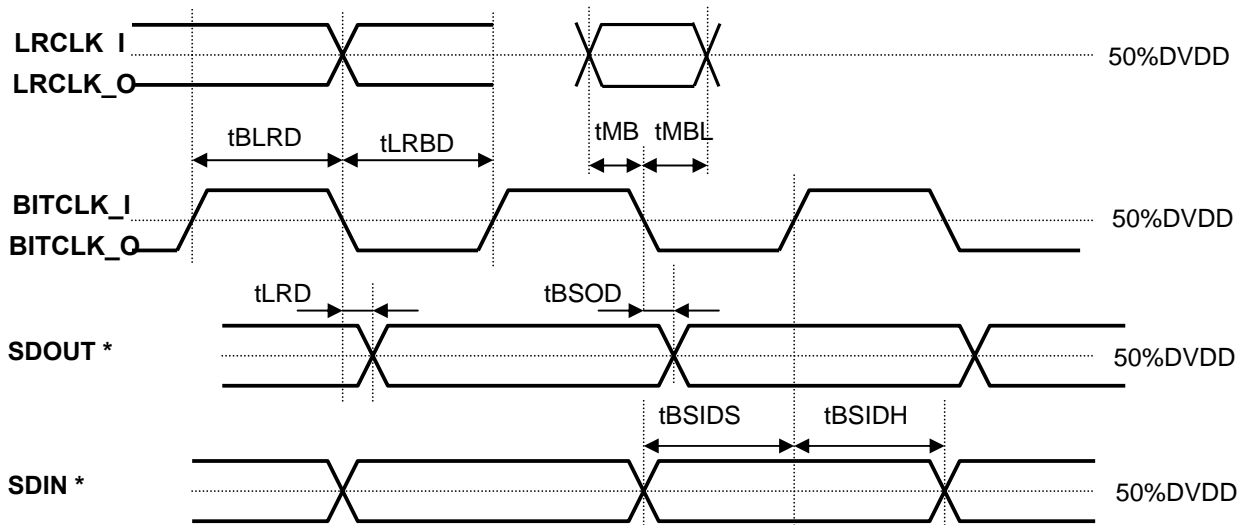 LRCLK I
50%DVDD
LRCLK_O
tBLRD
tLRBD
tMB
tMBL
BITCLK_I
50%DVDD
BITCLK_O
tLRD
tBSOD
SDOUT *
50%DVDD
tBSIDS
tBSIDH
SDIN *
50%DVDD